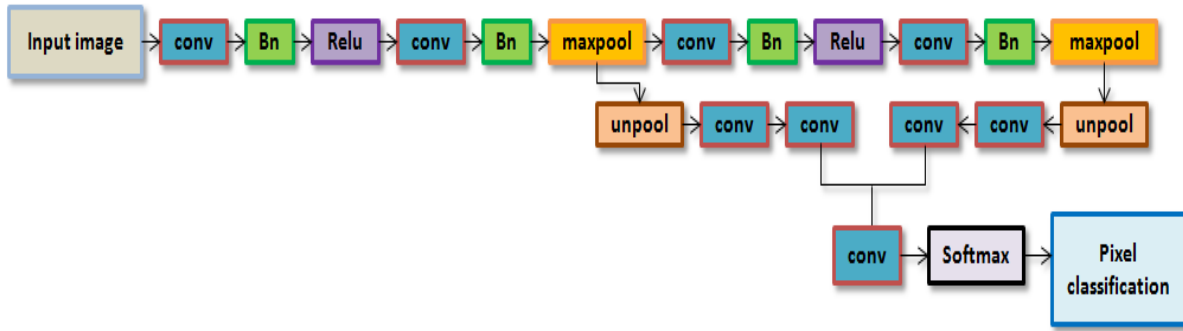 Input image conv Bn Relu conv Bn maxpool conv Bn Relu conv Bn maxpool
unpool conv conv conv conv unpool
conv Softmax Pixel
classification